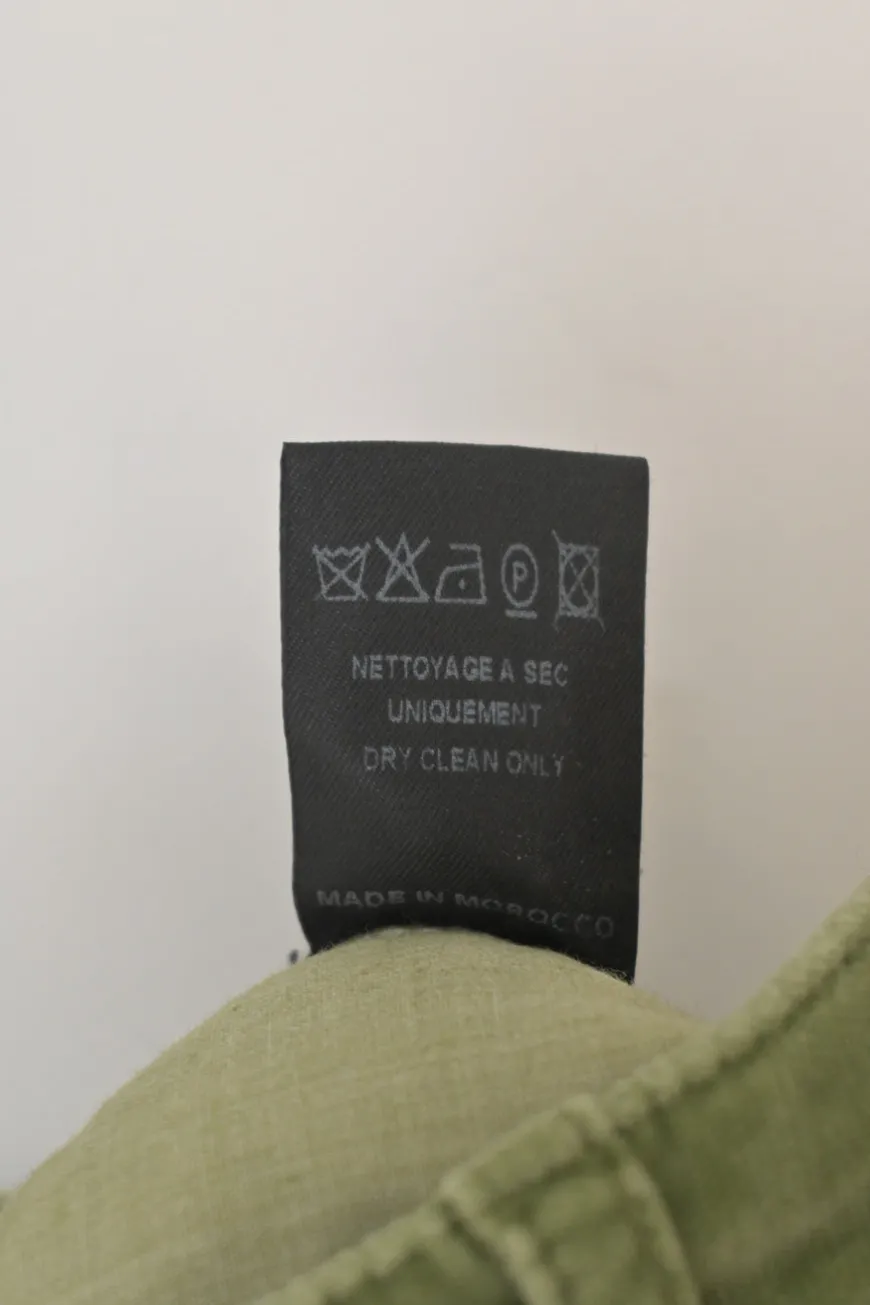 P
NETTOYAGE A SEC
UNIQUEMENT
DRY CLEAN ONLY
MADE IN MOROCCO